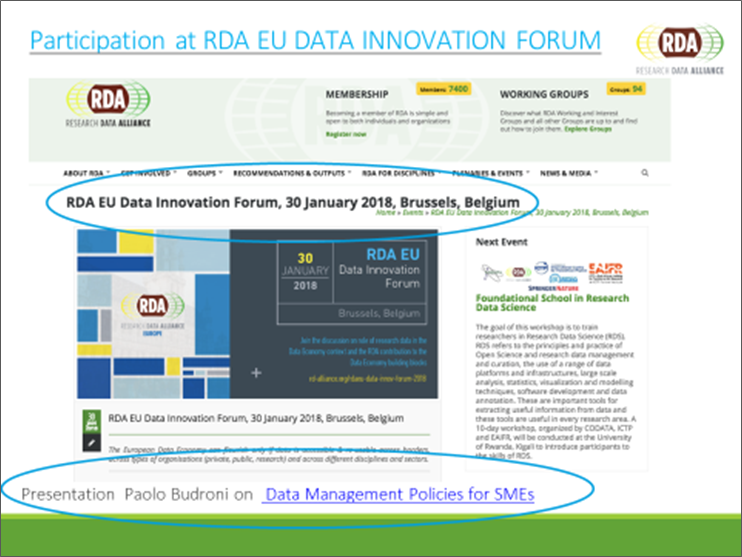 Participation at RDA EU DATA INNOVATION FORUM
RDA
RESEARCH DATA ALLIANCE
RDA
RESEARCH DATA ALLIANCE
MEMBERSHIP
Members: 7400
Becoming a member of RDA is simple and
open to both individuals and organizations
Register now
WORKING GROUPS
Groups: 94
Discover what RDA Working and Interest
Groups and all other Groups are up to and find
out how to join them. Explore Groups
ABOUT RDA GET INVOLVED GROUPS RECOMMENDATIONS & OUTPUTS RDA FOR DISCIPLINES PLENARIES & EVENTS NEWS & MEDIA
RDA EU Data Innovation Forum, 30 January 2018, Brussels, Belgium
Home » Events » RDA EU Data Innovation Forum, 30 January 2018, Brussels, Belgium
RDA
RESEARCH DATA ALLIANCE
EUROPE
30
JANUARY
2018
RDA EU
Data Innovation
Forum
Brussels, Belgium
Join the discussion on role of research data in the
Data Economy context and the RDA contribution to the
Data Economy building blocks
30
RDA EU Data Innovation Forum, 30 January 2018, Brussels, Belgium
The European Data Economy can flourish only if data is accessible & re-usable across borders,
across types of organisations (private, public, research) and across different disciplines and sectors.
Next Event
RDA
SPRINGER NATURE
Foundational School in Research
Data Science
The goal of this workshop is to train
researchers in Research Data Science (RDS).
RDS refers to the principles and practice of
Open Science and research data management
and curation, the use of a range of data
platforms and infrastructures, large scale
analysis, statistics, visualization and modelling
techniques, software development and data
annotation. These are important tools for
extracting useful information from data and
these tools are useful in every research area. A
10-day workshop, organized by CODATA, ICTP
and EAIFR, will be conducted at the University
of Rwanda, Kigali to introduce participants to
the skills of RDS.
Presentation Paolo Budroni on Data Management Policies for SMEs